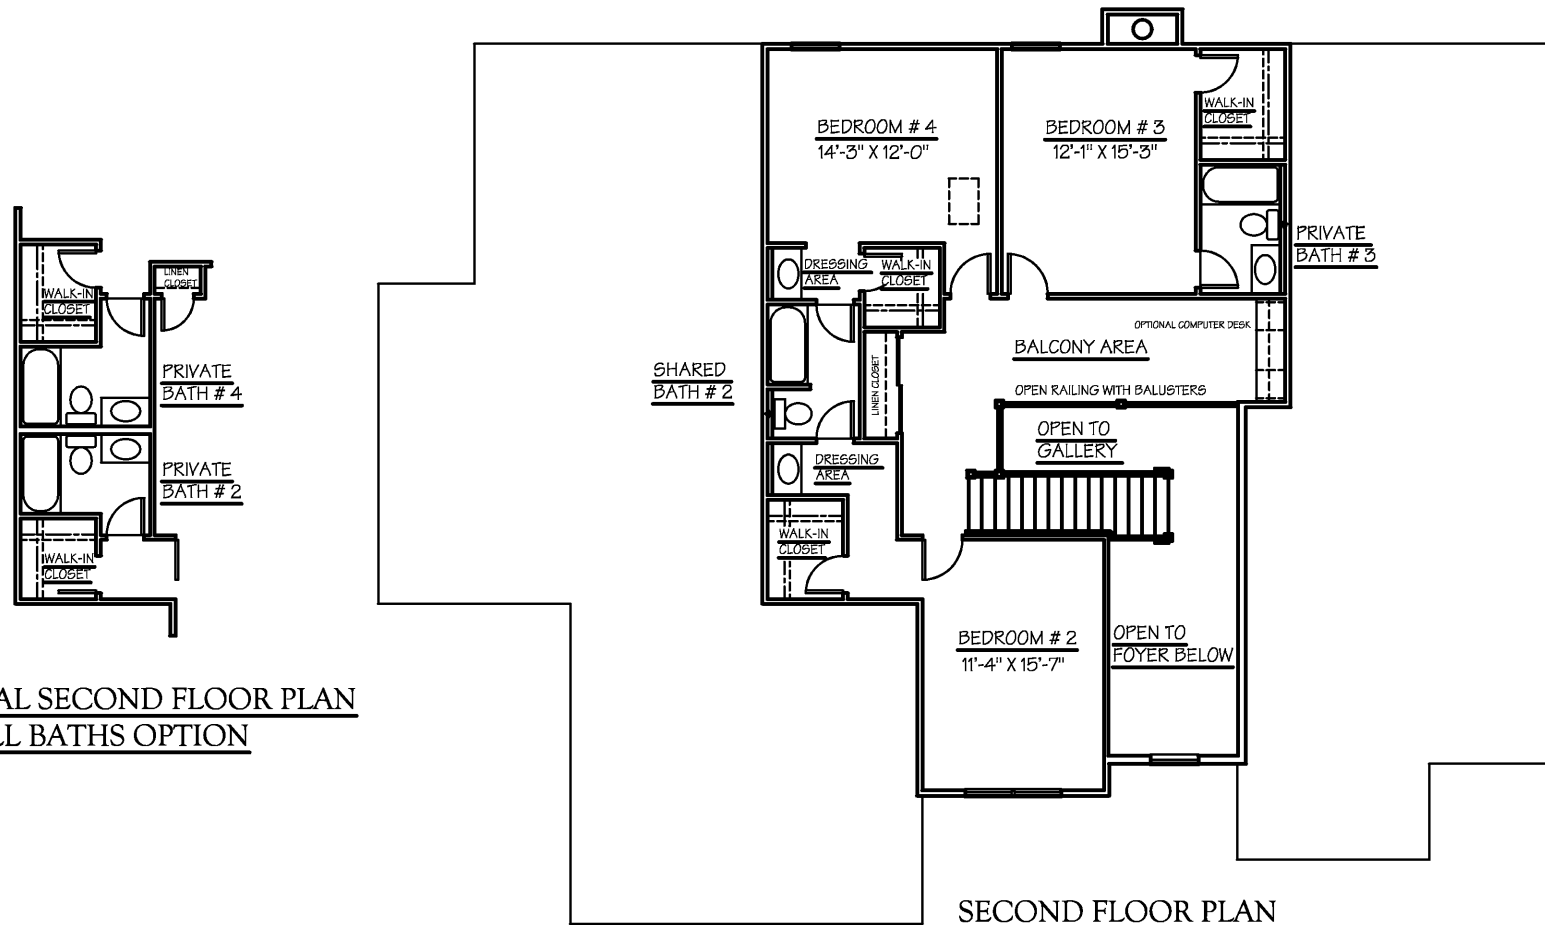 BEDROOM # 4
14'-3" X 12'-0"
BEDROOM # 3
12'-1" X 15'-3"
WALK-IN
CLOSET
PRIVATE
BATH # 3
DRESSING
AREA
WALK-IN
CLOSET
LINEN
CLOSET
WALK-IN
CLOSET
OPTIONAL COMPUTER DESK
BALCONY AREA
OPEN RAILING WITH BALUSTERS
SHARED
BATH # 2
LINEN CLOSET
PRIVATE
BATH # 4
OPEN TO
GALLERY
PRIVATE
BATH # 2
DRESSING
AREA
WALK-IN
CLOSET
WALK-IN
CLOSET
BEDROOM # 2
11'-4" X 15'-7"
OPEN TO
FOYER BELOW
AL SECOND FLOOR PLAN
LL BATHS OPTION
SECOND FLOOR PLAN